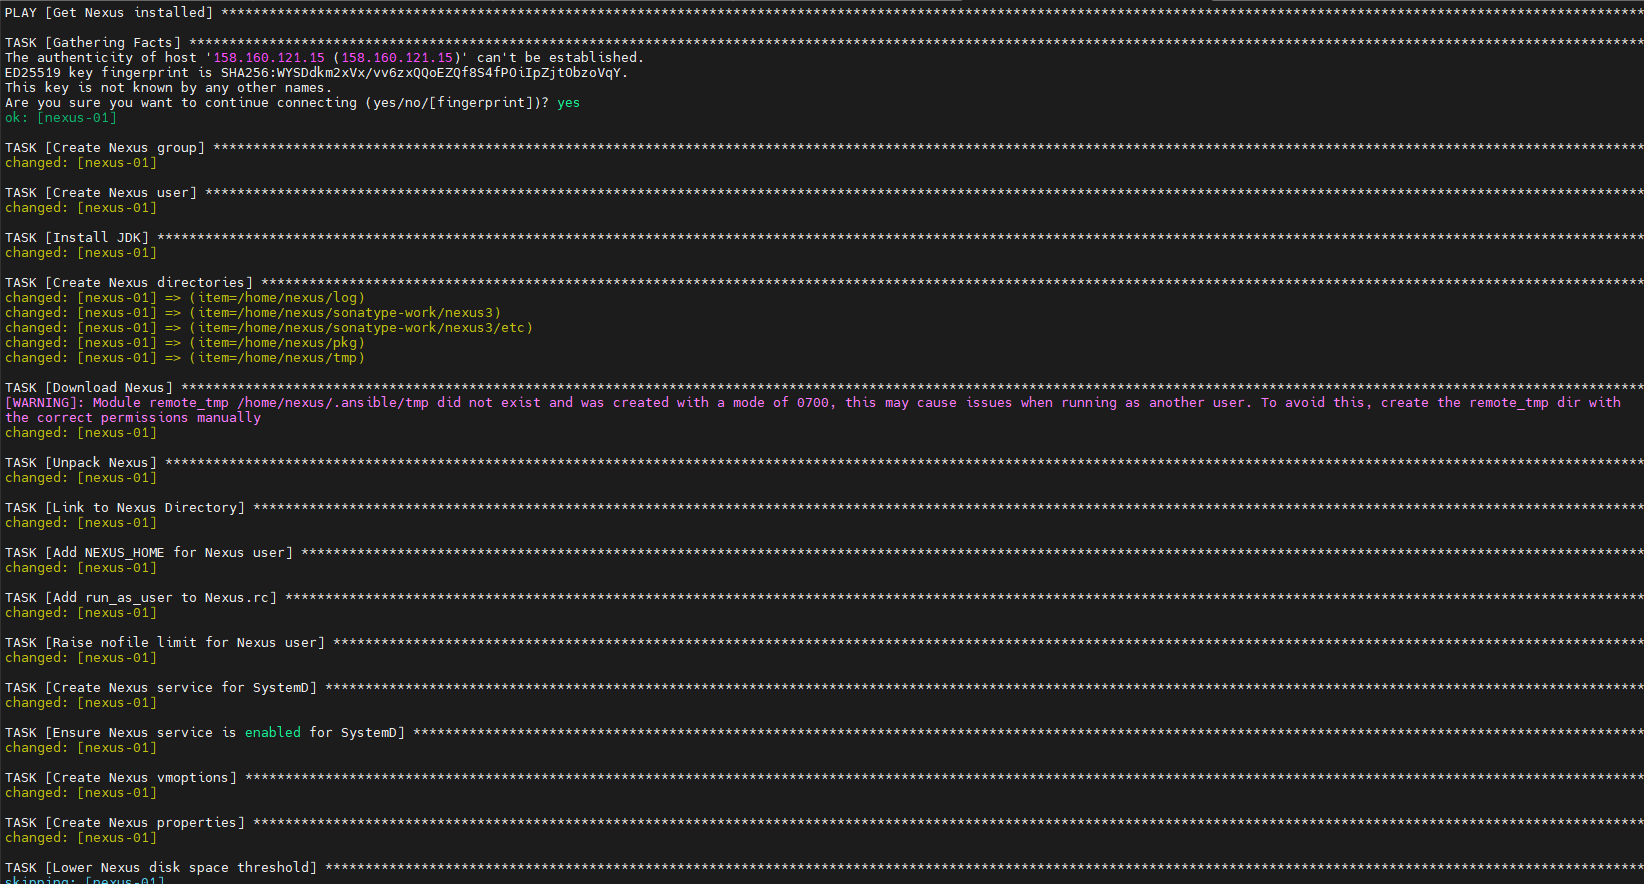 PLAY [Get Nexus installed] ****************************************************************************************************************************************************************************------
TASK [Gathering Facts] ********************************************************************************************************************************************************************************------
The authenticity of host '158.160.121.15 (158.160.121.15)' can't be established.
ED25519 key fingerprint is SHA256:WYSDdkm2xVx/vv6zxQQoEZQf8S4fPOiIpZjtObzoVqY.
This key is not known by any other names.
Are you sure you want to continue connecting (yes/no/[fingerprint])? yes
ok: [nexus-01]
TASK [Create Nexus group] *****************************************************************************************************************************************************************************
changed: [nexus-01]
TASK [Create Nexus user] ******************************************************************************************************************************************************************************
changed: [nexus-01]
TASK [Install JDK] ************************************************************************************************************************************************************************************
changed: [nexus-01]
TASK [Create Nexus directories] ***********************************************************************************************************************************************************************
changed: [nexus-01] => (item=/home/nexus/log)
changed: [nexus-01] => (item=/home/nexus/sonatype-work/nexus3)
changed: [nexus-01] => (item=/home/nexus/sonatype-work/nexus3/etc)
changed: [nexus-01] => (item=/home/nexus/pkg)
changed: [nexus-01] => (item=/home/nexus/tmp)
TASK [Download Nexus] *********************************************************************************************************************************************************************************
[WARNING]: Module remote_tmp /home/nexus/.ansible/tmp did not exist and was created with a mode of 0700, this may cause issues when running as another user. To avoid this, create the remote_tmp dir with
the correct permissions manually
changed: [nexus-01]
TASK [Unpack Nexus] ***********************************************************************************************************************************************************************************
changed: [nexus-01]
TASK [Link to Nexus Directory] ************************************************************************************************************************************************************************
changed: [nexus-01]
TASK [Add NEXUS_HOME for Nexus user] ******************************************************************************************************************************************************************
changed: [nexus-01]
TASK [Add run_as_user to Nexus.rc] ********************************************************************************************************************************************************************
changed: [nexus-01]
TASK [Raise nofile limit for Nexus user] **************************************************************************************************************************************************************
changed: [nexus-01]
TASK [Create Nexus service for SystemD] ***************************************************************************************************************************************************************
changed: [nexus-01]
TASK [Ensure Nexus service is enabled for SystemD] ****************************************************************************************************************************************************
changed: [nexus-01]
TASK [Create Nexus vmoptions] *************************************************************************************************************************************************************************
changed: [nexus-01]
TASK [Create Nexus properties] ************************************************************************************************************************************************************************
changed: [nexus-01]
TASK [Lower Nexus disk space threshold] ***************************************************************************************************************************************************************
skipping: [nexus-01]